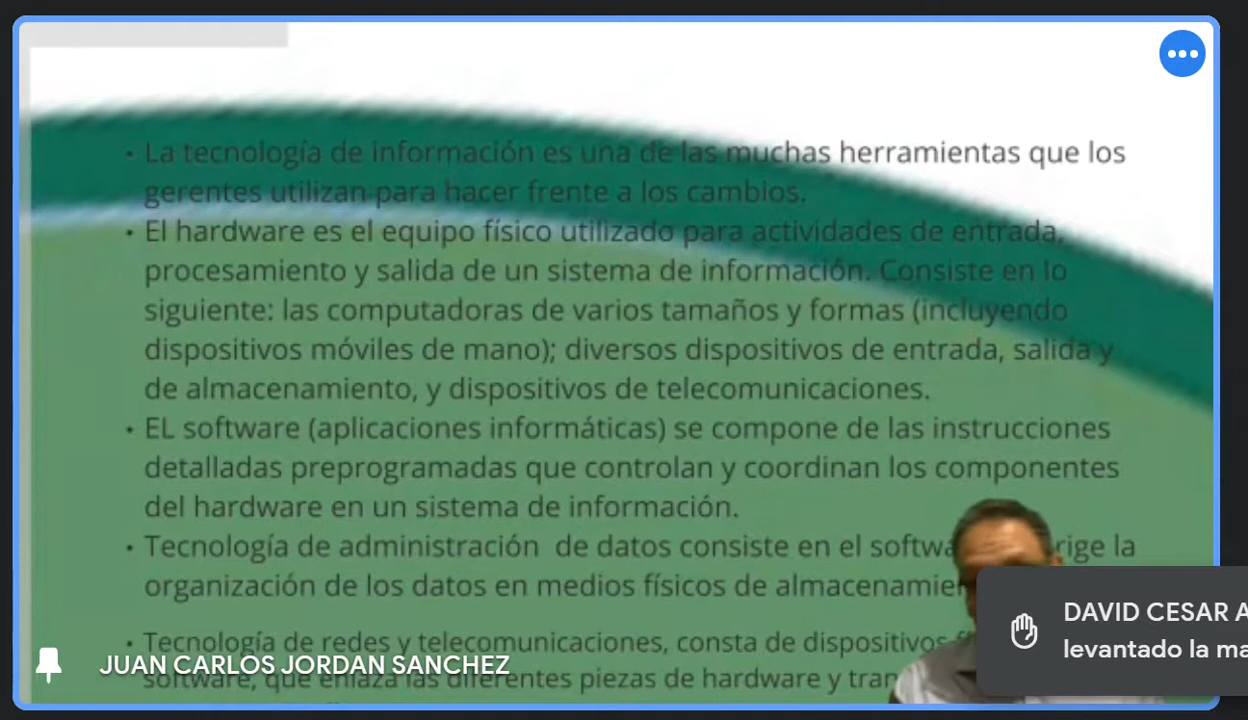 • La tecnología de información es una de las muchas herramientas que los
gerentes utilizan para hacer frente a los cambios.
• El hardware es el equipo físico utilizado para actividades de entrada,
procesamiento y salida de un sistema de información. Consiste en lo
siguiente: las computadoras de varios tamaños y formas (incluyendo
dispositivos móviles de mano); diversos dispositivos de entrada, salida y
de almacenamiento, y dispositivos de telecomunicaciones.
• EL software (aplicaciones informáticas) se compone de las instrucciones
detalladas preprogramadas que controlan y coordinan los componentes
del hardware en un sistema de información.
• Tecnología de administración de datos consiste en el softwa rige la
organización de los datos en medios físicos de almacenamien
• Tecnología de redes y telecomunicaciones, consta de dispositivos
software, que enlaza las diferentes piezas de hardware y tran
JUAN CARLOS JORDAN SANCHEZ
DAVID CESAR A
levantado la ma